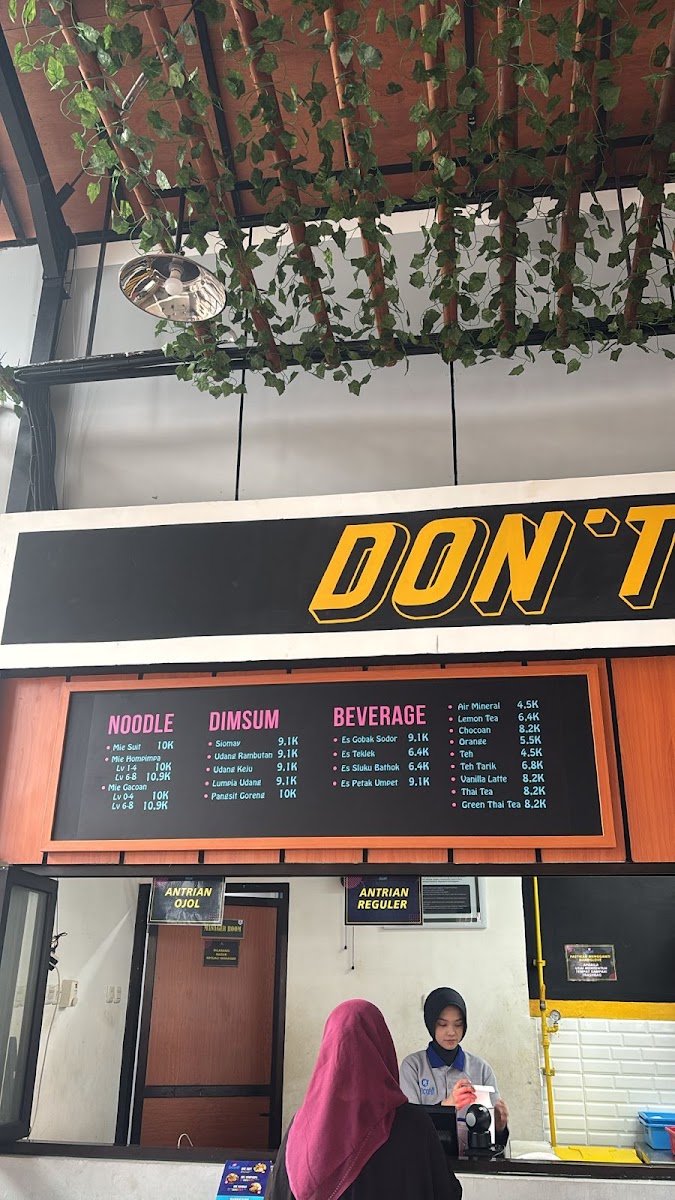 DON'T
NOODLE
Mie Suit 10K
Mie Hompimpa
Lv 1-4 10K
Lv 6-8 10.9K
Mie Gacoan
Lv 0-4 10K
Lv 6-8 10.9K
DIMSUM
Siomay 9.1K
Udang Rambutan 9.1K
Udang Keju 9.1K
Lumpia Udang 9.1K
Pangsit Goreng 10K
BEVERAGE
Es Gobak Sodor 9.1K
Es Teklek 6.4K
Es Sluku Bathok 6.4K
Es Petak Umpet 9.1K
Air Mineral 4.5K
Lemon Tea 6.4K
Chocoan 8.2K
Orange 5.5K
Teh 4.5K
Teh Tarik 6.8K
Vanilla Latte 8.2K
Thai Tea 8.2K
Green Thai Tea 8.2K
ANTRIAN
OJOL
ANTRIAN
REGULER
MANAGER ROOM